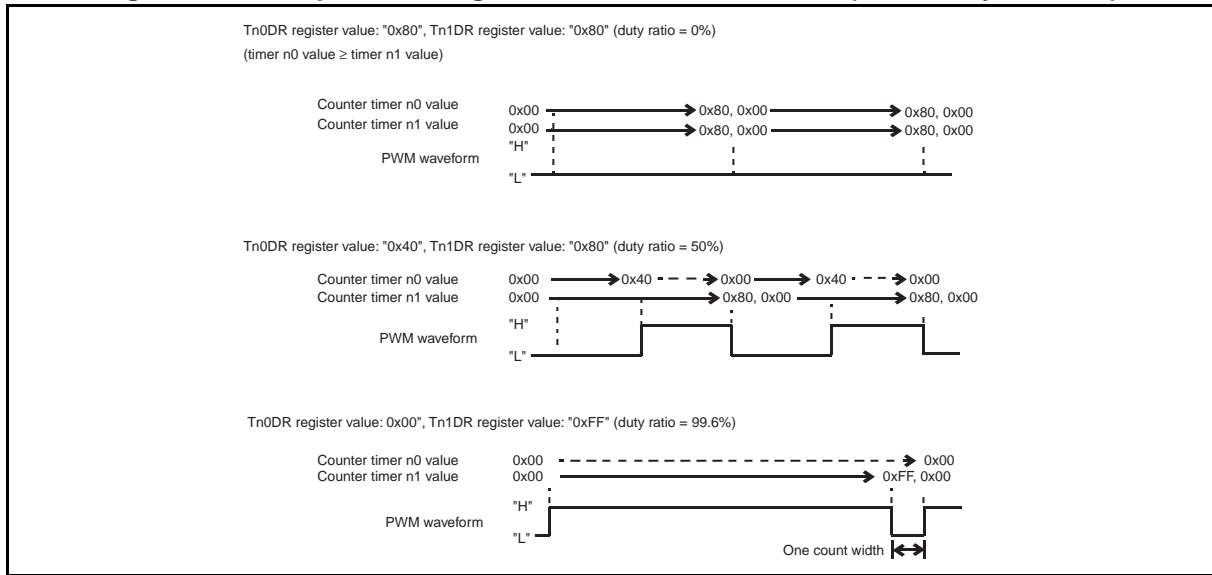 Tn0DR register value: "0x80", Tn1DR register value: "0x80" (duty ratio = 0%)
(timer n0 value ≥ timer n1 value)
Counter timer n0 value 0x00 0x80, 0x00 0x80, 0x00
Counter timer n1 value 0x00 0x80, 0x00 0x80, 0x00
"H"
PWM waveform
"L"
Tn0DR register value: "0x40", Tn1DR register value: "0x80" (duty ratio = 50%)
Counter timer n0 value 0x00 0x40 0x00 0x40 0x00
Counter timer n1 value 0x00 0x80, 0x00 0x80, 0x00
"H"
PWM waveform
"L"
Tn0DR register value: 0x00", Tn1DR register value: "0xFF" (duty ratio = 99.6%)
Counter timer n0 value 0x00 0x00
Counter timer n1 value 0x00 0xFF, 0x00
"H"
PWM waveform
"L"
One count width